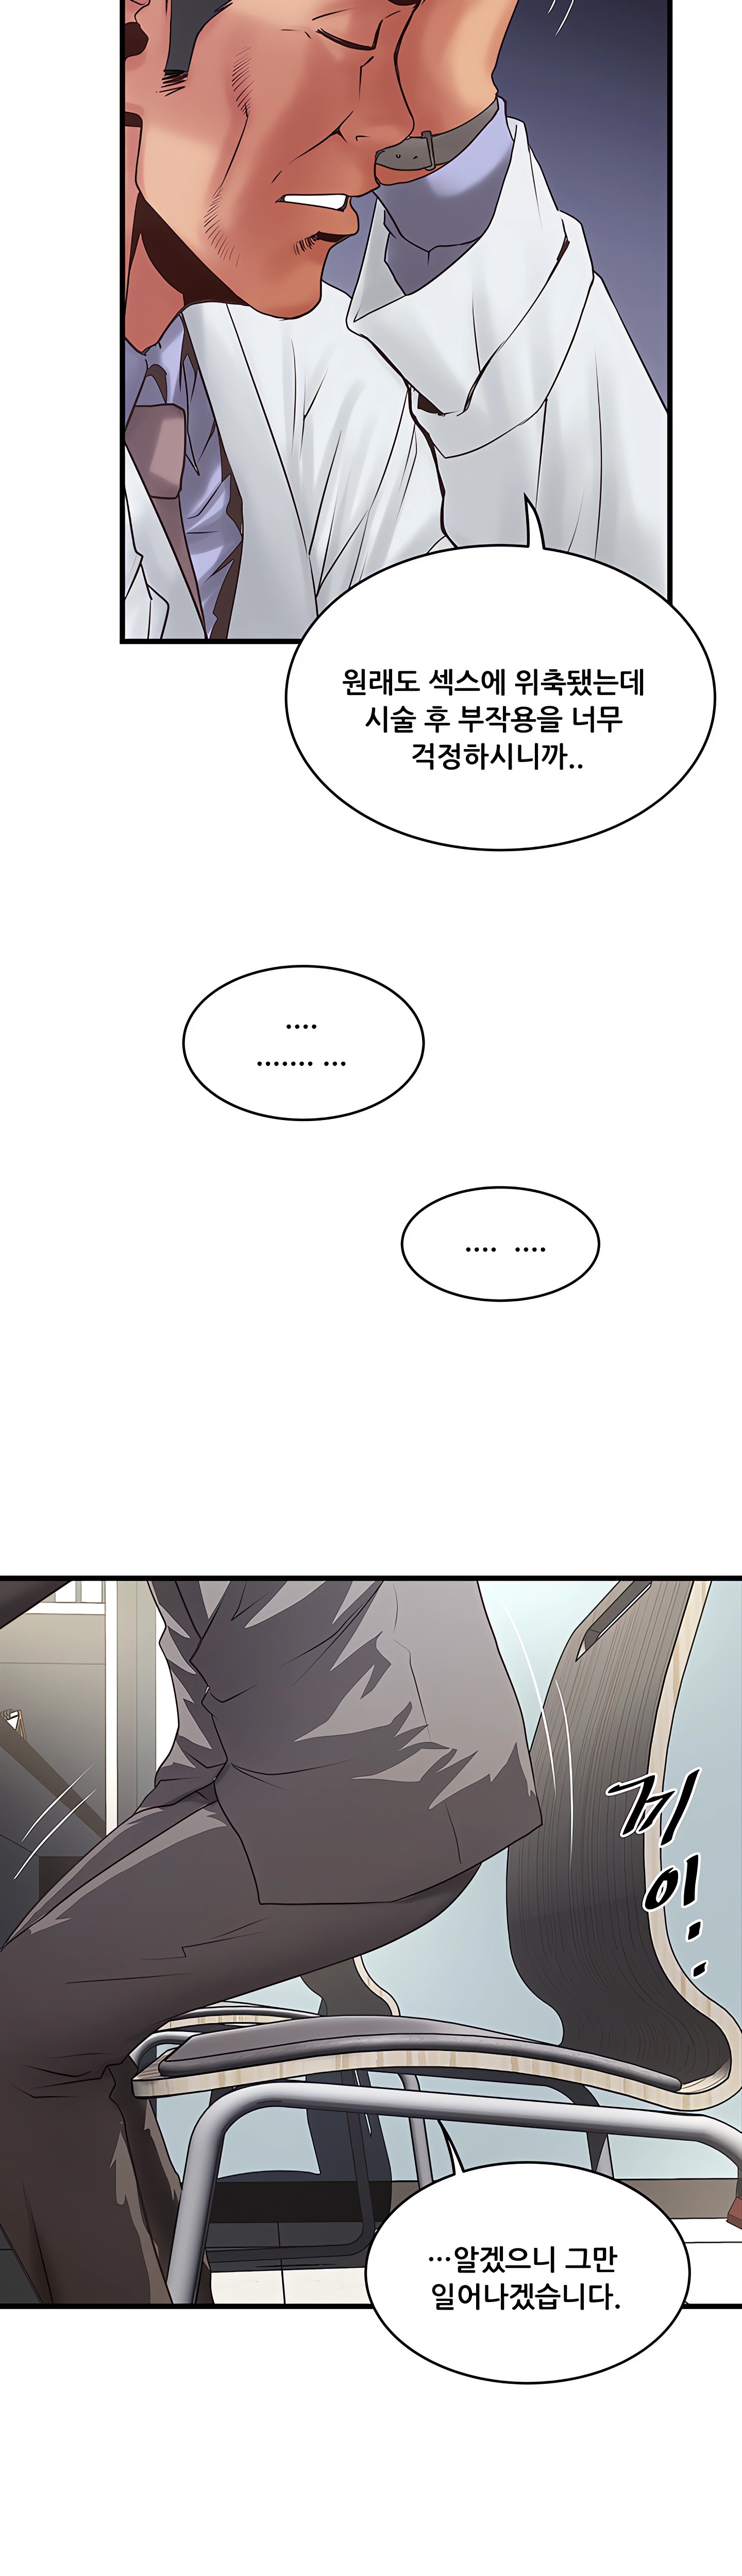 원래도 섹스에 위축됐는데
시술 후 부작용을 너무
걱정하시니까..
....
....... ...
.... ....
끼
이..
…알겠으니 그만
일어나겠습니다.